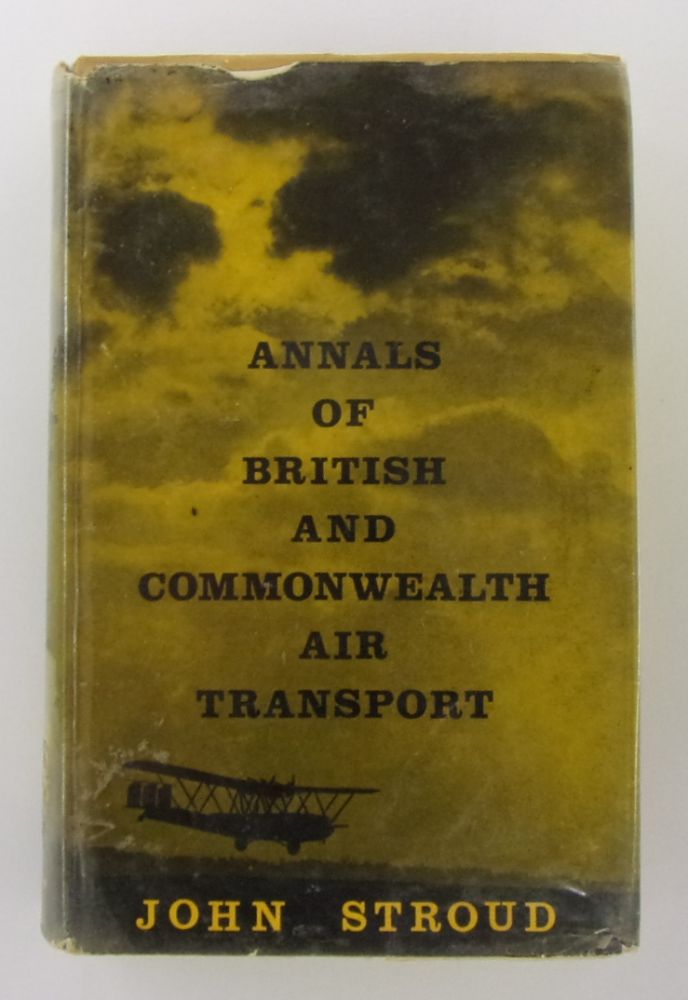 ANNALS
OF
BRITISH
AND
COMMONWEALTH
AIR
TRANSPORT
JOHN STROUD